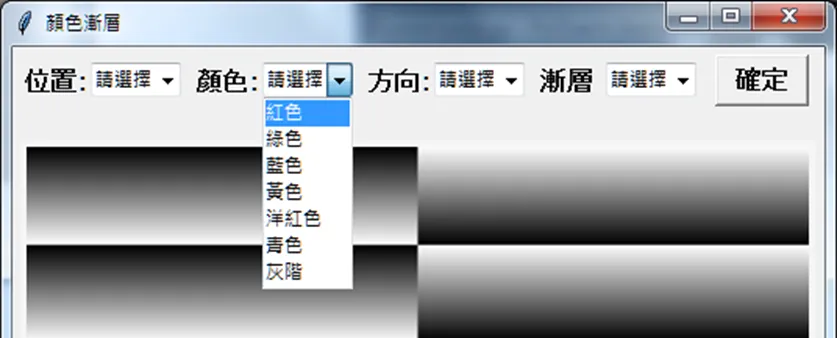 顏色漸層
位置: 請選擇 顏色: 請選擇 方向: 請選擇 漸層 請選擇 確定
紅色
綠色
藍色
黃色
洋紅色
青色
灰階